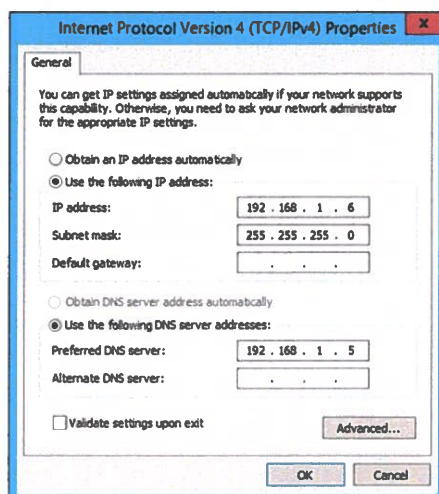 Internet Protocol Version 4 (TCP/IPv4) Properties
x
General
You can get IP settings assigned automatically if your network supports
this capability. Otherwise, you need to ask your network administrator
for the appropriate IP settings.
Obtain an IP address automatically
Use the following IP address:
IP address: 192 . 168 . 1 . 6
Subnet mask: 255 . 255 . 255 . 0
Default gateway: . . .
Obtain DNS server address automatically
Use the following DNS server addresses:
Preferred DNS server: 192 . 168 . 1 . 5
Alternate DNS server: . . .
Validate settings upon exit
Advanced...
OK Cancel